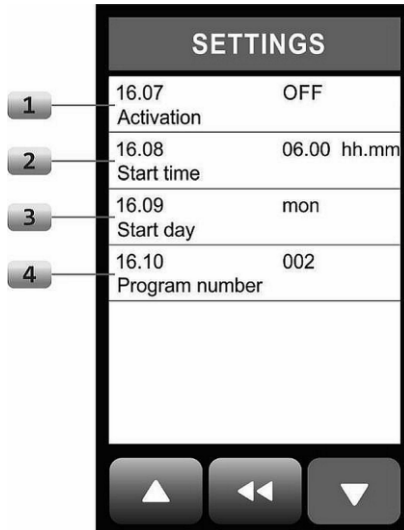 SETTINGS
1 16.07 OFF
Activation
2 16.08 06.00 hh.mm
Start time
3 16.09 mon
Start day
4 16.10 002
Program number